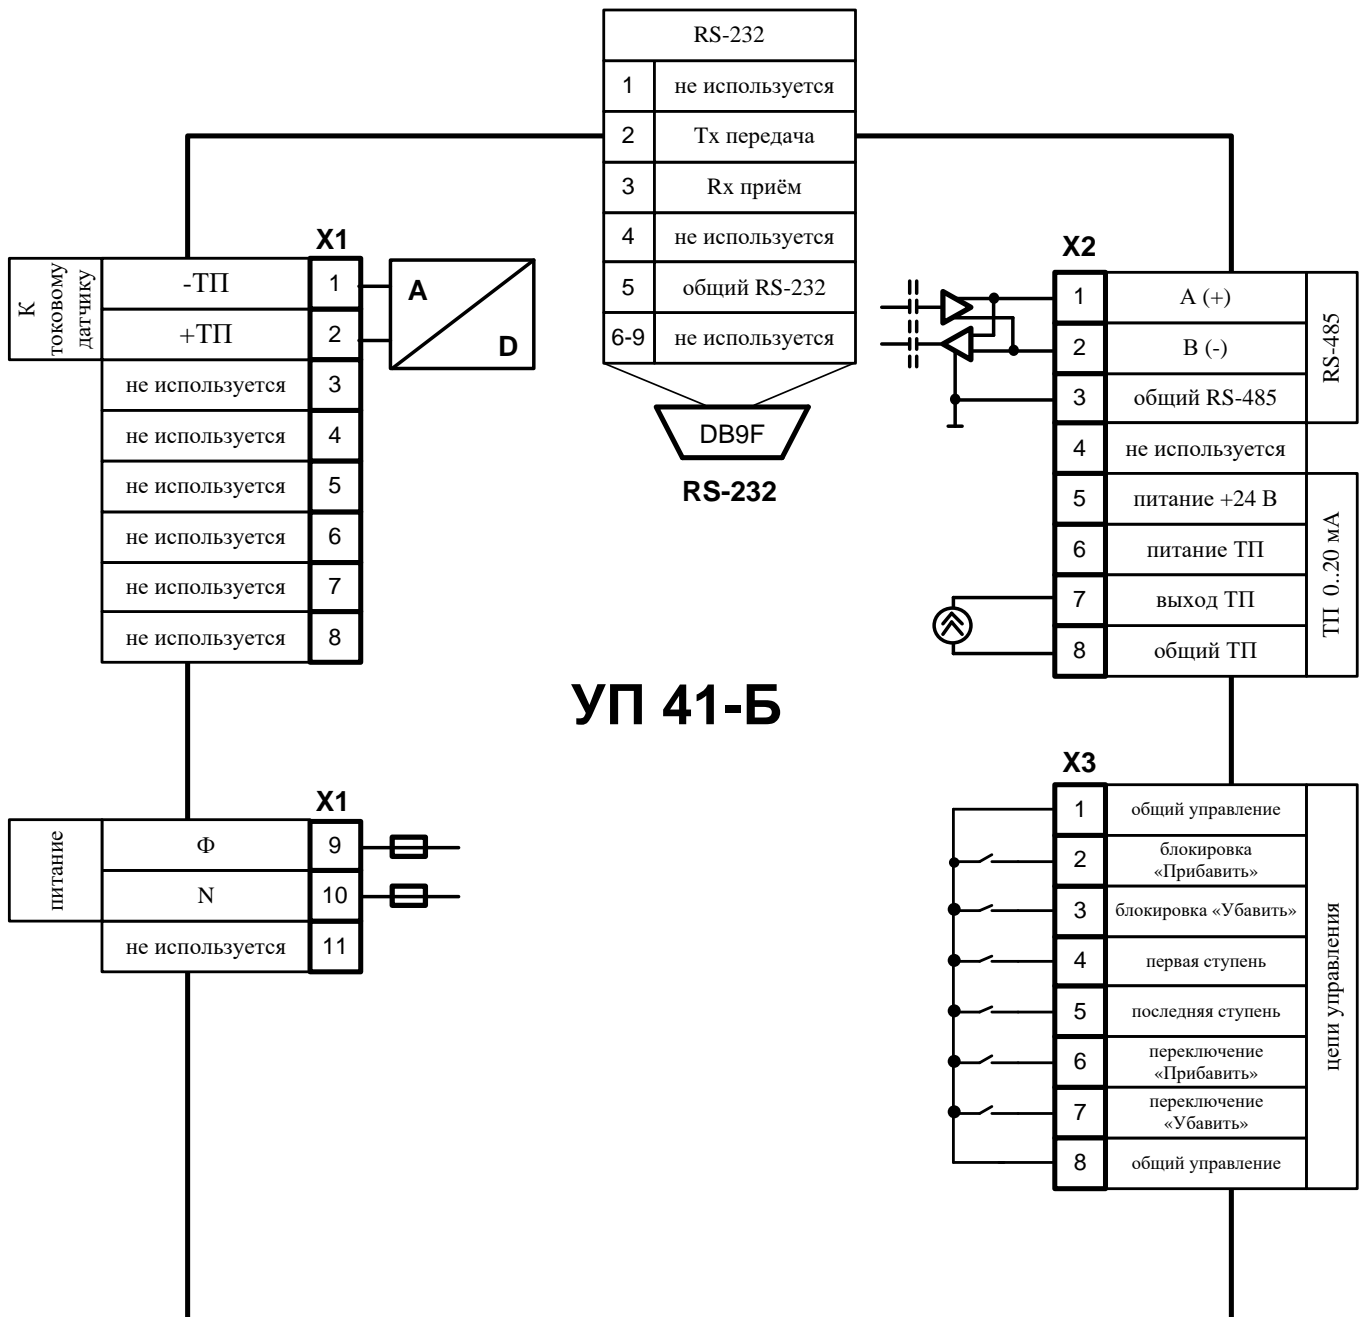 RS-232
1 не используется
2 Tx передача
3 Rx приём
4 не используется
5 общий RS-232
6-9 не используется
DB9F
RS-232
X1
К токовому датчику
-ТП 1
+ТП 2
не используется 3
не используется 4
не используется 5
не используется 6
не используется 7
не используется 8
A
D
X2
1 A (+)
2 B (-)
3 общий RS-485
RS-485
4 не используется
5 питание +24 В
6 питание ТП
7 выход ТП
8 общий ТП
ТП 0..20 мА
УП 41-Б
X1
питание
Ф 9
N 10
не используется 11
X3
1 общий управление
2 блокировка
«Прибавить»
3 блокировка «Убавить»
4 первая ступень
5 последняя ступень
6 переключение
«Прибавить»
7 переключение
«Убавить»
8 общий управление
цепи управления